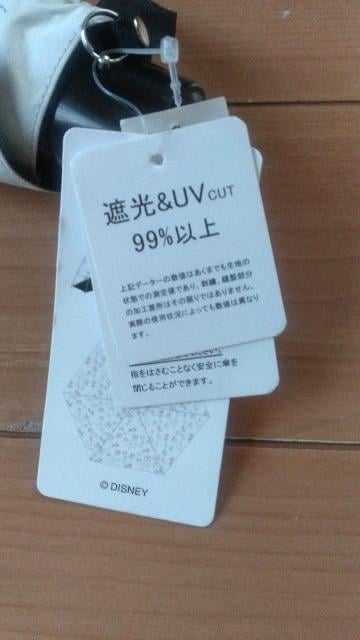 遮光&UV CUT
99%以上
上記データーの数値はあくまでも生地の
状態での測定値であり、刺繍、縫製部分
の加工箇所はその限りではありません。
実際の使用状況によっても数値は異なり
ます。
指をはさむことなく安全に傘を
閉じることができます。
© DISNEY